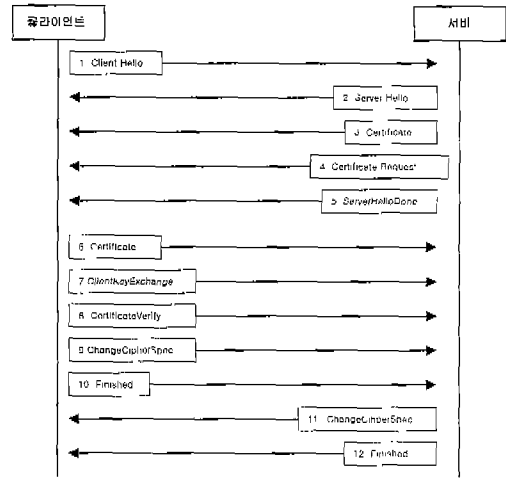 클라이언트
서버
1 Client Hello
2 Server Hello
3 Certificate
4 Certificate Request
5 ServerHelloDone
6 Certificate
7 ClientKeyExchange
8 CertificateVerify
9 ChangeCipherSpec
10 Finished
11 ChangeCipherSpec
12 Finished